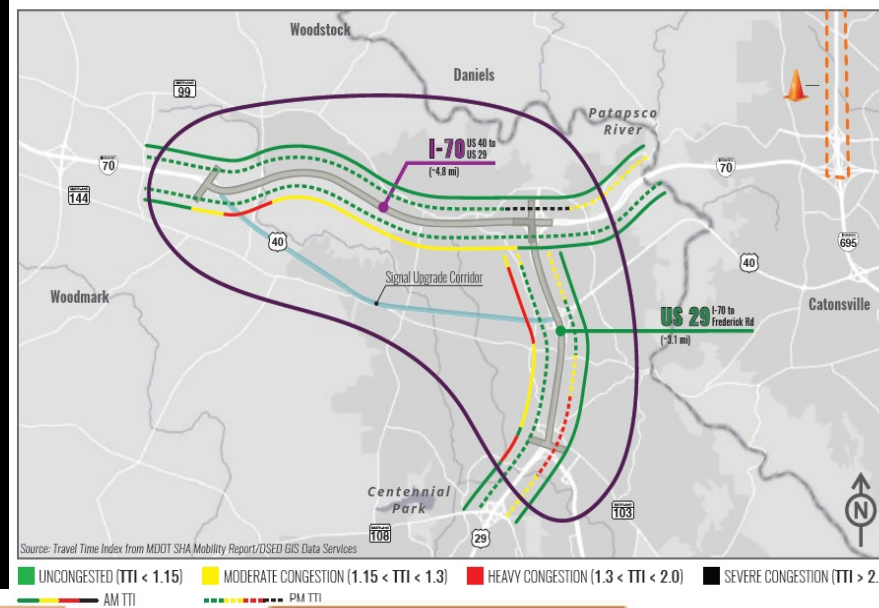 Woodstock
Daniels
MARYLAND
99
Patapsco
River
I-70 US 40 to
US 29
(~4.8 mi)
70
70
MARYLAND
144
40
695
40
Signal Upgrade Corridor
Woodmark
Catonsville
US 29 I-70 to
Frederick Rd
(~3.1 mi)
Centennial
Park
MARYLAND
103
MARYLAND
108
29
N
Source: Travel Time Index from MDOT SHA Mobility Report/DSED GIS Data Services
UNCONGESTED (TTI < 1.15) MODERATE CONGESTION (1.15 < TTI < 1.3) HEAVY CONGESTION (1.3 < TTI < 2.0) SEVERE CONGESTION (TTI > 2.
AM TTI PM TTI